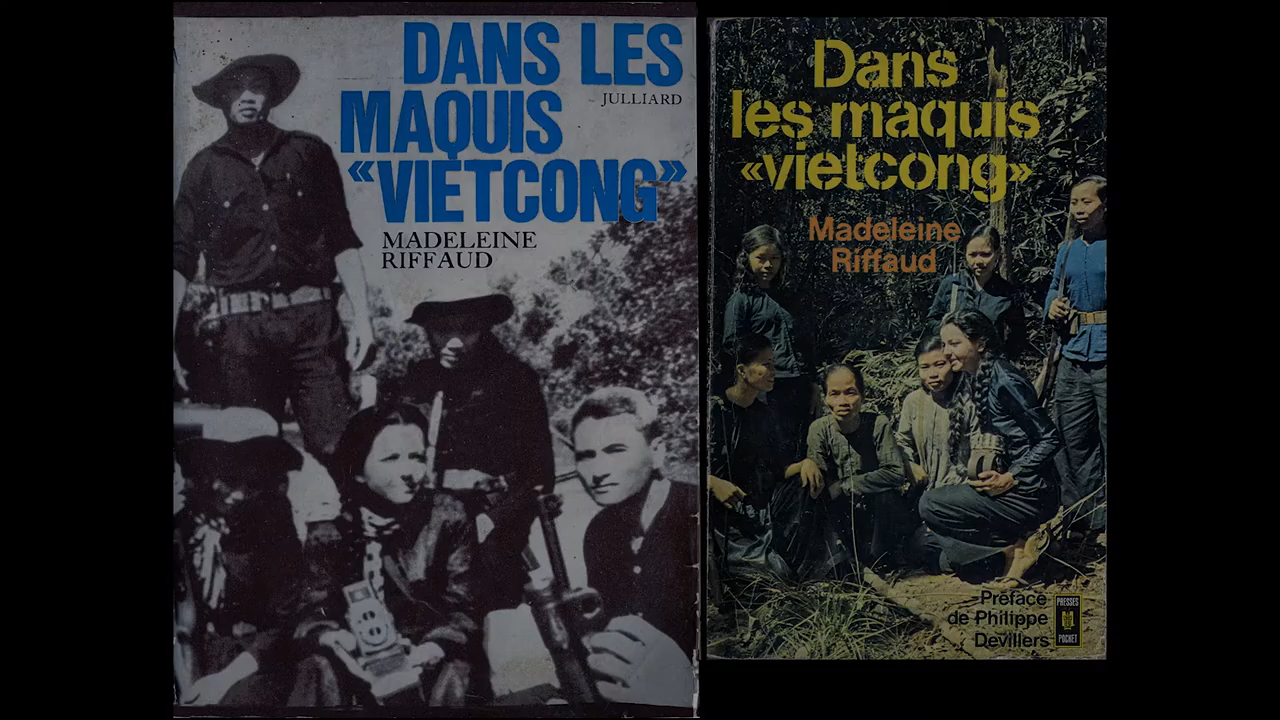 DANS LES
JULLIARD
MAQUIS
«VIETCONG»
MADELEINE
RIFFAUD
Dans
les maquis
«vietcong»
Madeleine
Riffaud
Préface
de Philippe
Devillers
PRESSES
POCKET